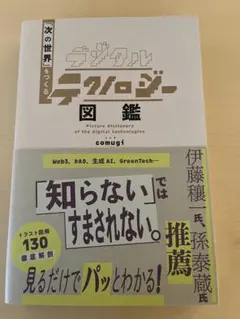 「次の世界」をつくる
デジタル
テクノロジー
図鑑
Picture dictionary
of the digital technologies
comugi
Web3、DAO、生成AI、GreenTech…
「知らない」では
すまされない。
伊藤穰一氏、孫泰蔵氏
推薦
イラスト図解
130
徹底解剖
見るだけでパッとわかる!